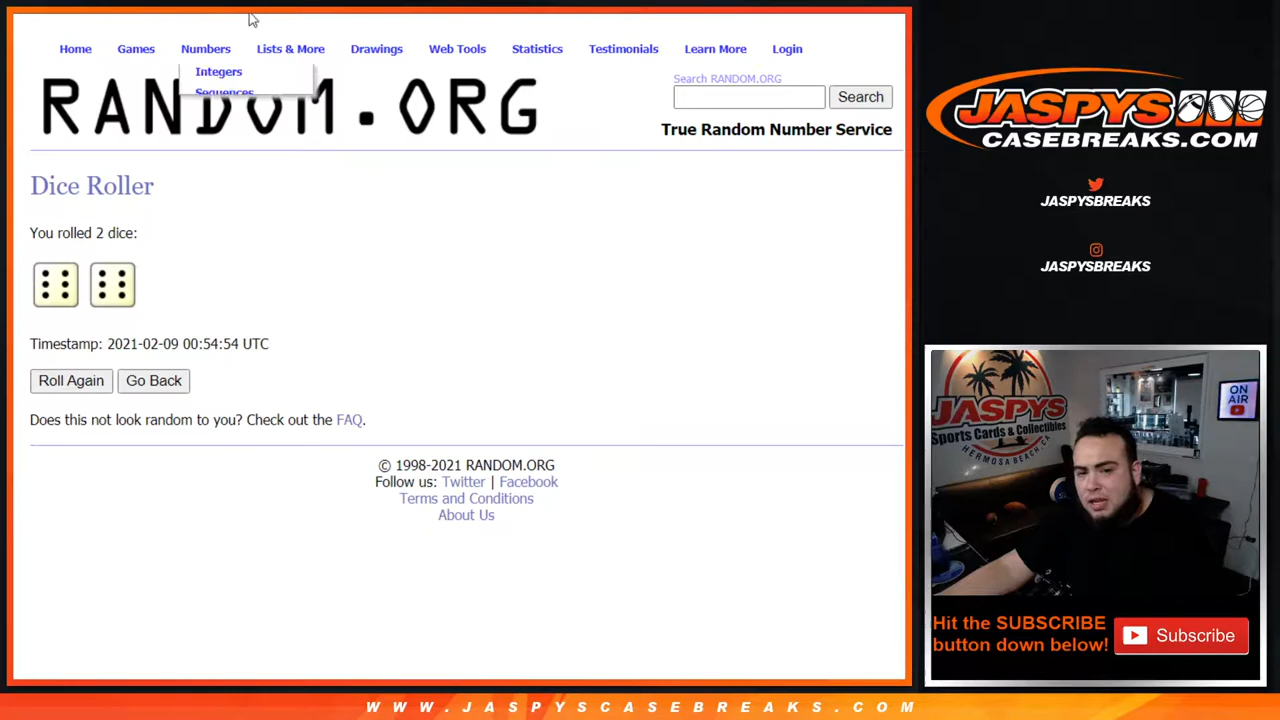 Home Games Numbers Lists & More Drawings Web Tools Statistics Testimonials Learn More Login
Integers
Sequences
RANDOM.ORG
Search RANDOM.ORG
Search
True Random Number Service
Dice Roller
You rolled 2 dice:
Timestamp: 2021-02-09 00:54:54 UTC
Roll Again Go Back
Does this not look random to you? Check out the FAQ.
© 1998-2021 RANDOM.ORG
Follow us: Twitter | Facebook
Terms and Conditions
About Us
JASPYS
CASEBREAKS.COM
JASPYSBREAKS
JASPYSBREAKS
JASPYS
Sports Cards & Collectibles
HERMOSA BEACH, CA
ON
AIR
Hit the SUBSCRIBE
button down below!
Subscribe
WWW.JASPYSCASEBREAKS.COM